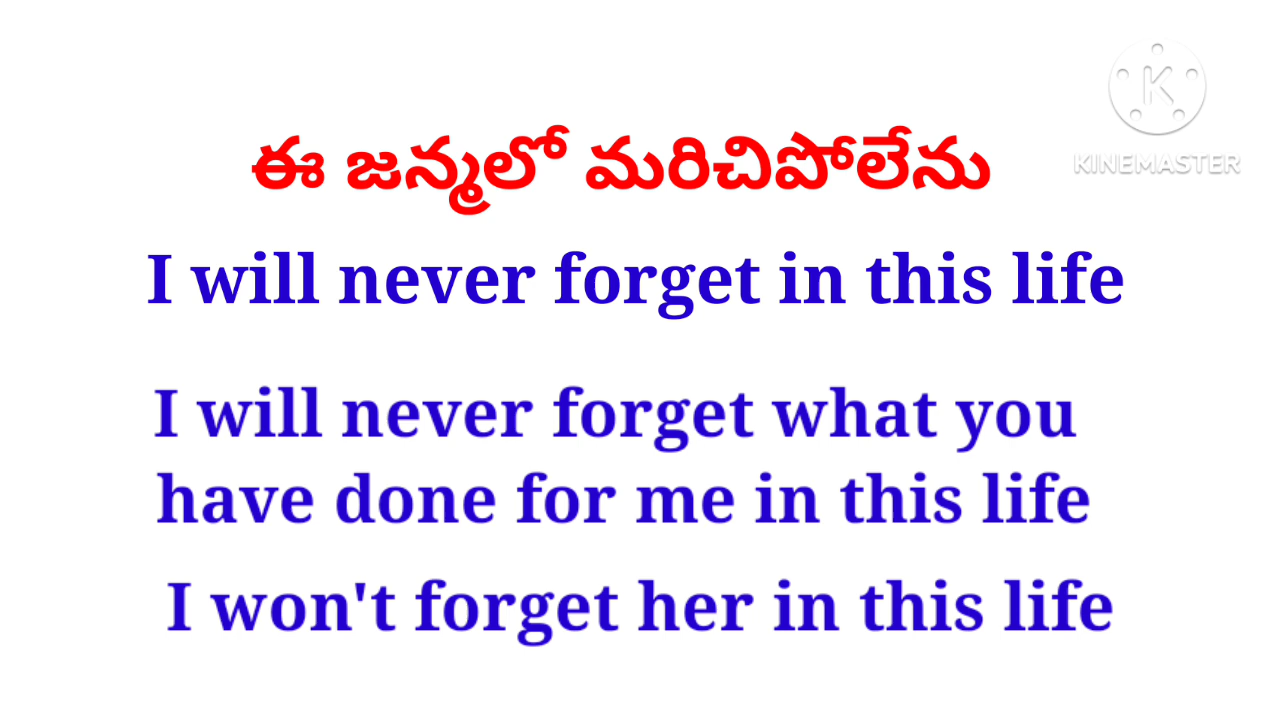 KINEMASTER
ఈ జన్మలో మరిచిపోలేను
I will never forget in this life
I will never forget what you
have done for me in this life
I won't forget her in this life